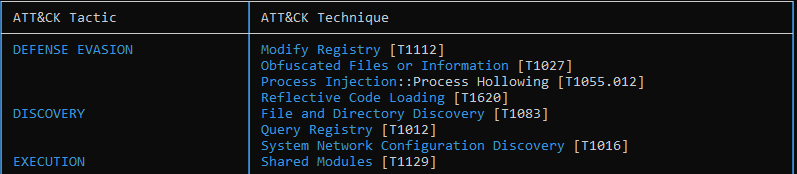 ATT&CK Tactic ATT&CK Technique
DEFENSE EVASION Modify Registry [T1112]
Obfuscated Files or Information [T1027]
Process Injection::Process Hollowing [T1055.012]
Reflective Code Loading [T1620]
DISCOVERY File and Directory Discovery [T1083]
Query Registry [T1012]
System Network Configuration Discovery [T1016]
EXECUTION Shared Modules [T1129]